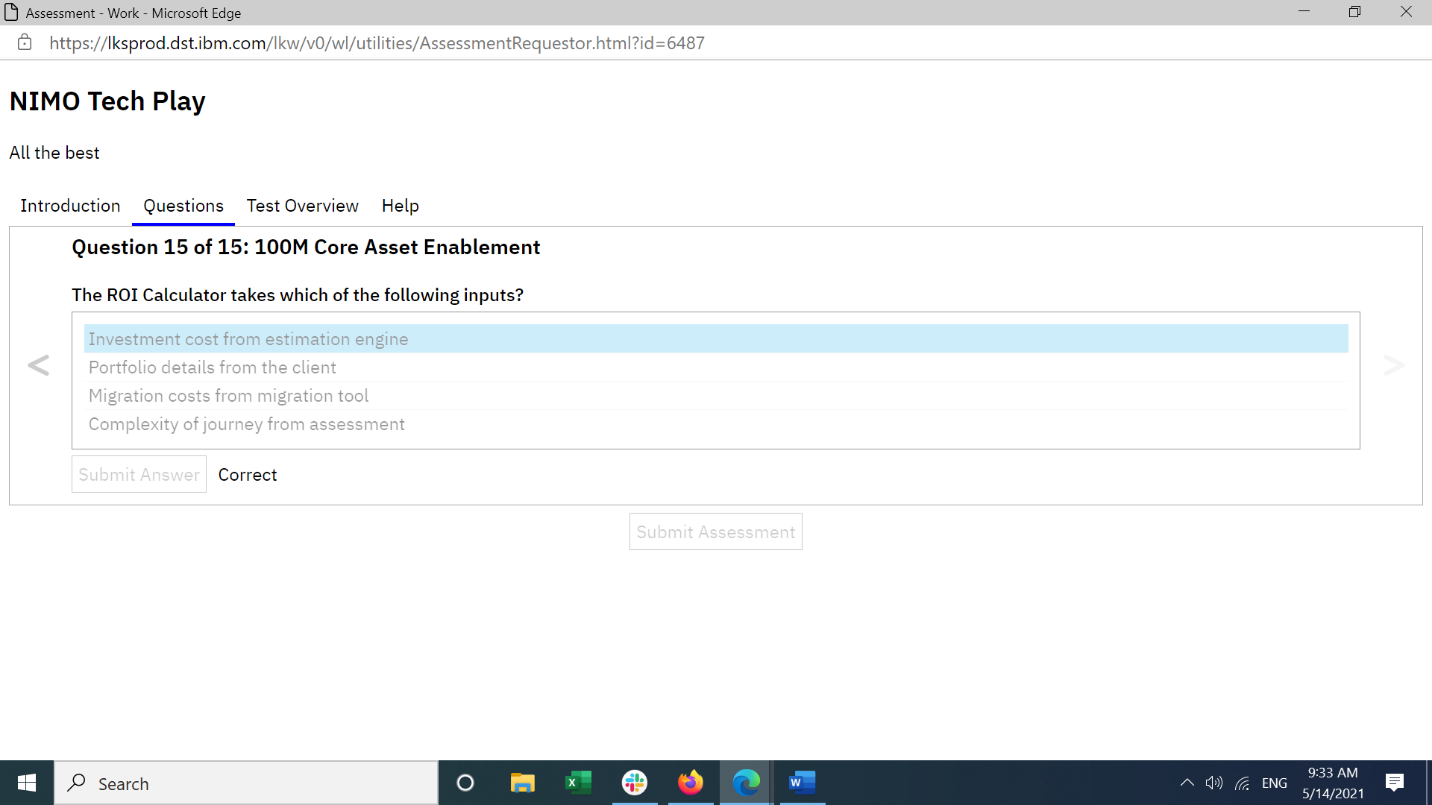 Assessment - Work - Microsoft Edge
https://lksprod.dst.ibm.com/lkw/v0/wl/utilities/AssessmentRequestor.html?id=6487
NIMO Tech Play
All the best
Introduction Questions Test Overview Help
Question 15 of 15: 100M Core Asset Enablement
The ROI Calculator takes which of the following inputs?
Investment cost from estimation engine
Portfolio details from the client
Migration costs from migration tool
Complexity of journey from assessment
< >
Submit Answer Correct
Submit Assessment
Search
ENG
9:33 AM
5/14/2021